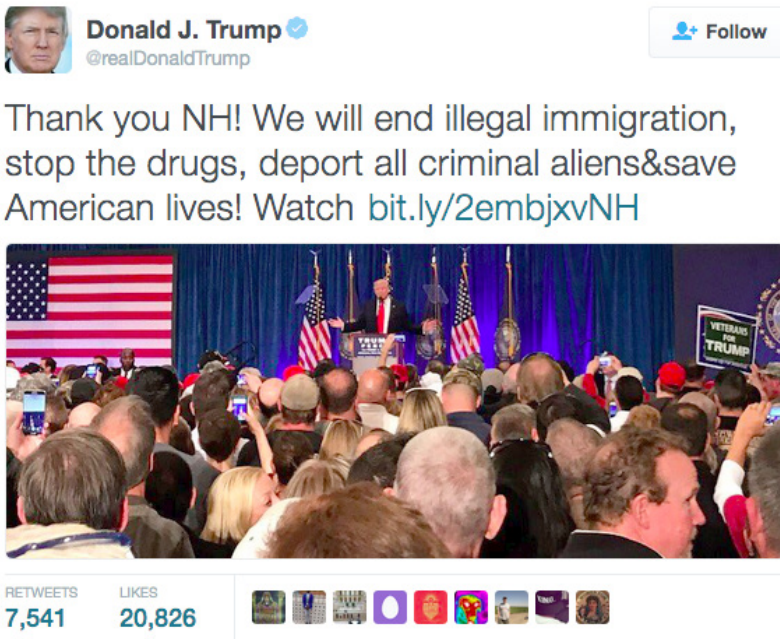 Donald J. Trump
@realDonaldTrump
Follow
Thank you NH! We will end illegal immigration,
stop the drugs, deport all criminal aliens&save
American lives! Watch bit.ly/2embjxvNH
TRUMP
VETERANS
FOR
TRUMP
RETWEETS
LIKES
7,541
20,826